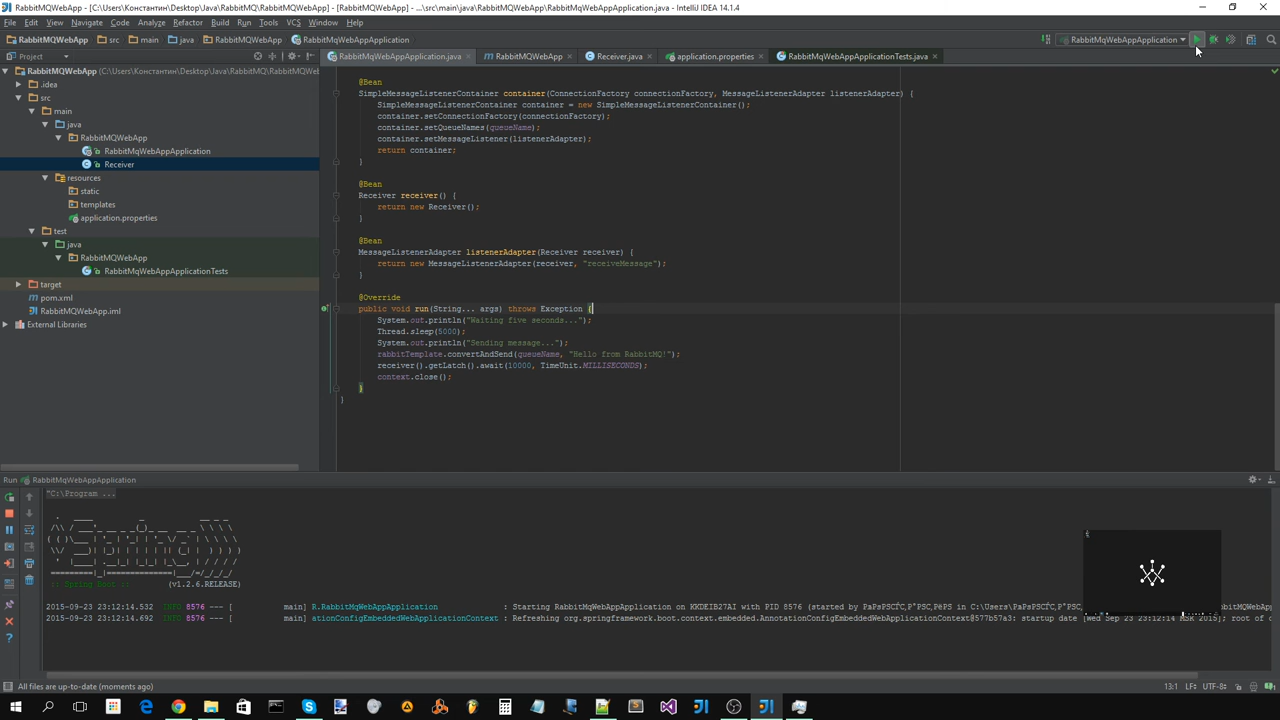 RabbitMQWebApp - [C:\Users\Константин\Desktop\Java\RabbitMQ\RabbitMQWebApp] - [RabbitMQWebApp] - ...\src\main\java\RabbitMQWebApp\RabbitMqWebAppApplication.java - IntelliJ IDEA 14.1.4
File Edit View Navigate Code Analyze Refactor Build Run Tools VCS Window Help
RabbitMQWebApp src main java RabbitMQWebApp RabbitMqWebAppApplication
RabbitMqWebAppApplication
Project
RabbitMqWebAppApplication.java RabbitMQWebApp Receiver.java application.properties RabbitMqWebAppApplicationTests.java
RabbitMQWebApp (C:\Users\Константин\Desktop\Java
.idea
src
main
java
RabbitMQWebApp
RabbitMqWebAppApplication
Receiver
resources
static
templates
application.properties
test
java
RabbitMQWebApp
RabbitMqWebAppApplicationTests
target
pom.xml
RabbitMQWebApp.iml
External Libraries
@Bean
SimpleMessageListenerContainer container(ConnectionFactory connectionFactory, MessageListenerAdapter listenerAdapter) {
SimpleMessageListenerContainer container = new SimpleMessageListenerContainer();
container.setConnectionFactory(connectionFactory);
container.setQueueNames(queueName);
container.setMessageListener(listenerAdapter);
return container;
}
@Bean
Receiver receiver() {
return new Receiver();
}
@Bean
MessageListenerAdapter listenerAdapter(Receiver receiver) {
return new MessageListenerAdapter(receiver, "receiveMessage");
}
@Override
public void run(String... args) throws Exception {
System.out.println("Waiting five seconds...");
Thread.sleep(5000);
System.out.println("Sending message...");
rabbitTemplate.convertAndSend(queueName, "Hello from RabbitMQ!");
receiver().getLatch().await(10000, TimeUnit.MILLISECONDS);
context.close();
}
}
Run RabbitMQWebAppApplication
"C:\Program ...
:: Spring Boot :: (v1.2.6.RELEASE)
2015-09-23 23:12:14.532 INFO 8576 --- [ main] R.RabbitMqWebAppApplication : Starting RabbitMqWebAppApplication on KKDEIB27AI with PID 8576 (started by
2015-09-23 23:12:14.692 INFO 8576 --- [ main] ationConfigEmbeddedWebApplicationContext : Refreshing org.springframework.boot.context.embedded.AnnotationConfigEmbeddedWebApplicationContext@577b57a3: startup date [Wed Sep 23 23:12:14 MSK 2015]; root of c
All files are up-to-date (moments ago)
13:1 LF÷ UTF-8÷